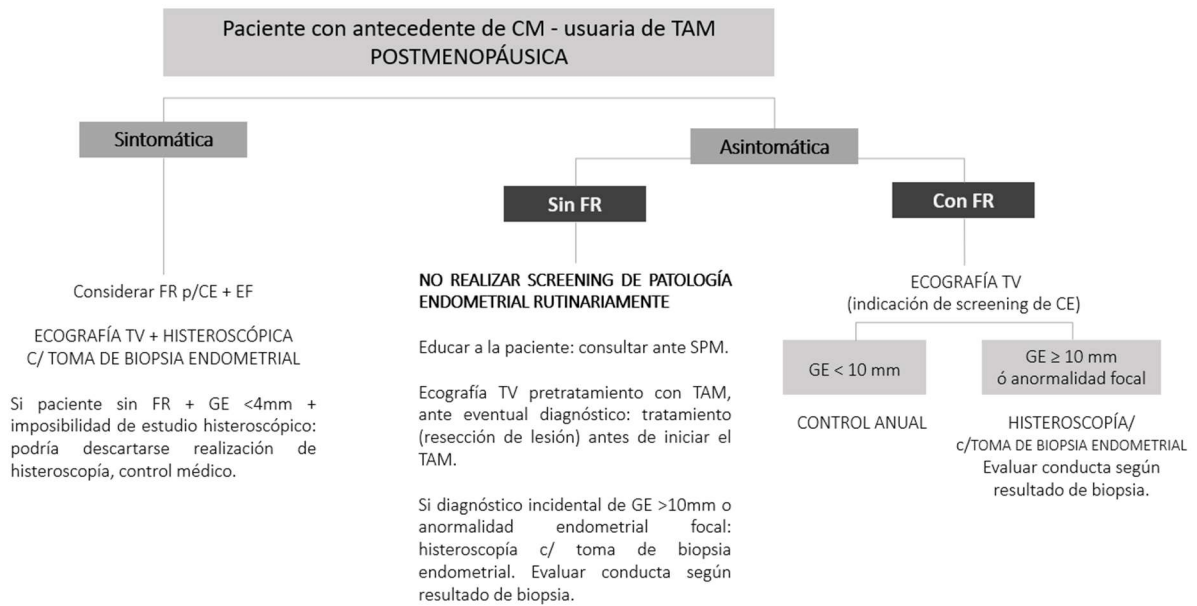 Paciente con antecedente de CM - usuaria de TAM
POSTMENOPÁUSICA
Sintomática
Considerar FR p/CE + EF
ECOGRAFÍA TV + HISTEROSCÓPICA
C/ TOMA DE BIOPSIA ENDOMETRIAL
Si paciente sin FR + GE <4mm +
imposibilidad de estudio histeroscópico:
podría descartarse realización de
histeroscopía, control médico.
Asintomática
Sin FR
NO REALIZAR SCREENING DE PATOLOGÍA
ENDOMETRIAL RUTINARIAMENTE
Educar a la paciente: consultar ante SPM.
Ecografía TV pretratamiento con TAM,
ante eventual diagnóstico: tratamiento
(resección de lesión) antes de iniciar el
TAM.
Si diagnóstico incidental de GE >10mm o
anormalidad endometrial focal:
histeroscopía c/ toma de biopsia
endometrial. Evaluar conducta según
resultado de biopsia.
Con FR
ECOGRAFÍA TV
(indicación de screening de CE)
GE < 10 mm
CONTROL ANUAL
GE ≥ 10 mm
ó anormalidad focal
HISTEROSCOPÍA/
c/TOMA DE BIOPSIA ENDOMETRIAL
Evaluar conducta según
resultado de biopsia.